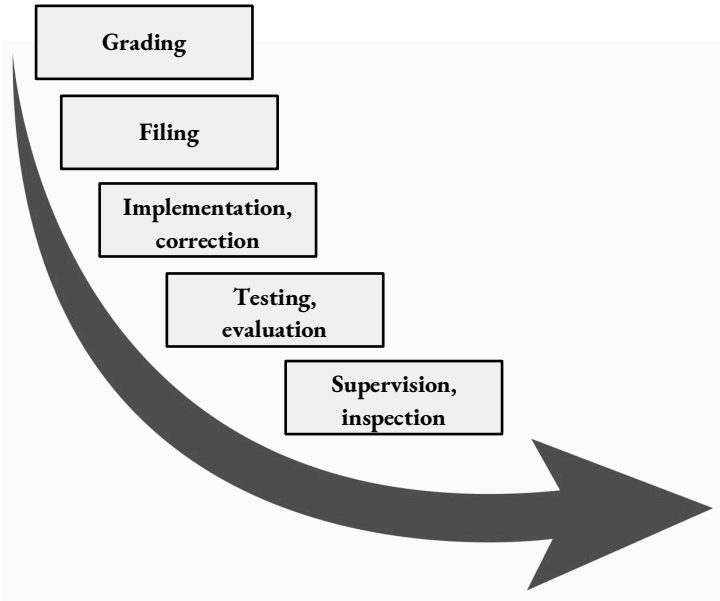 Grading
Filing
Implementation,
correction
Testing,
evaluation
Supervision,
inspection